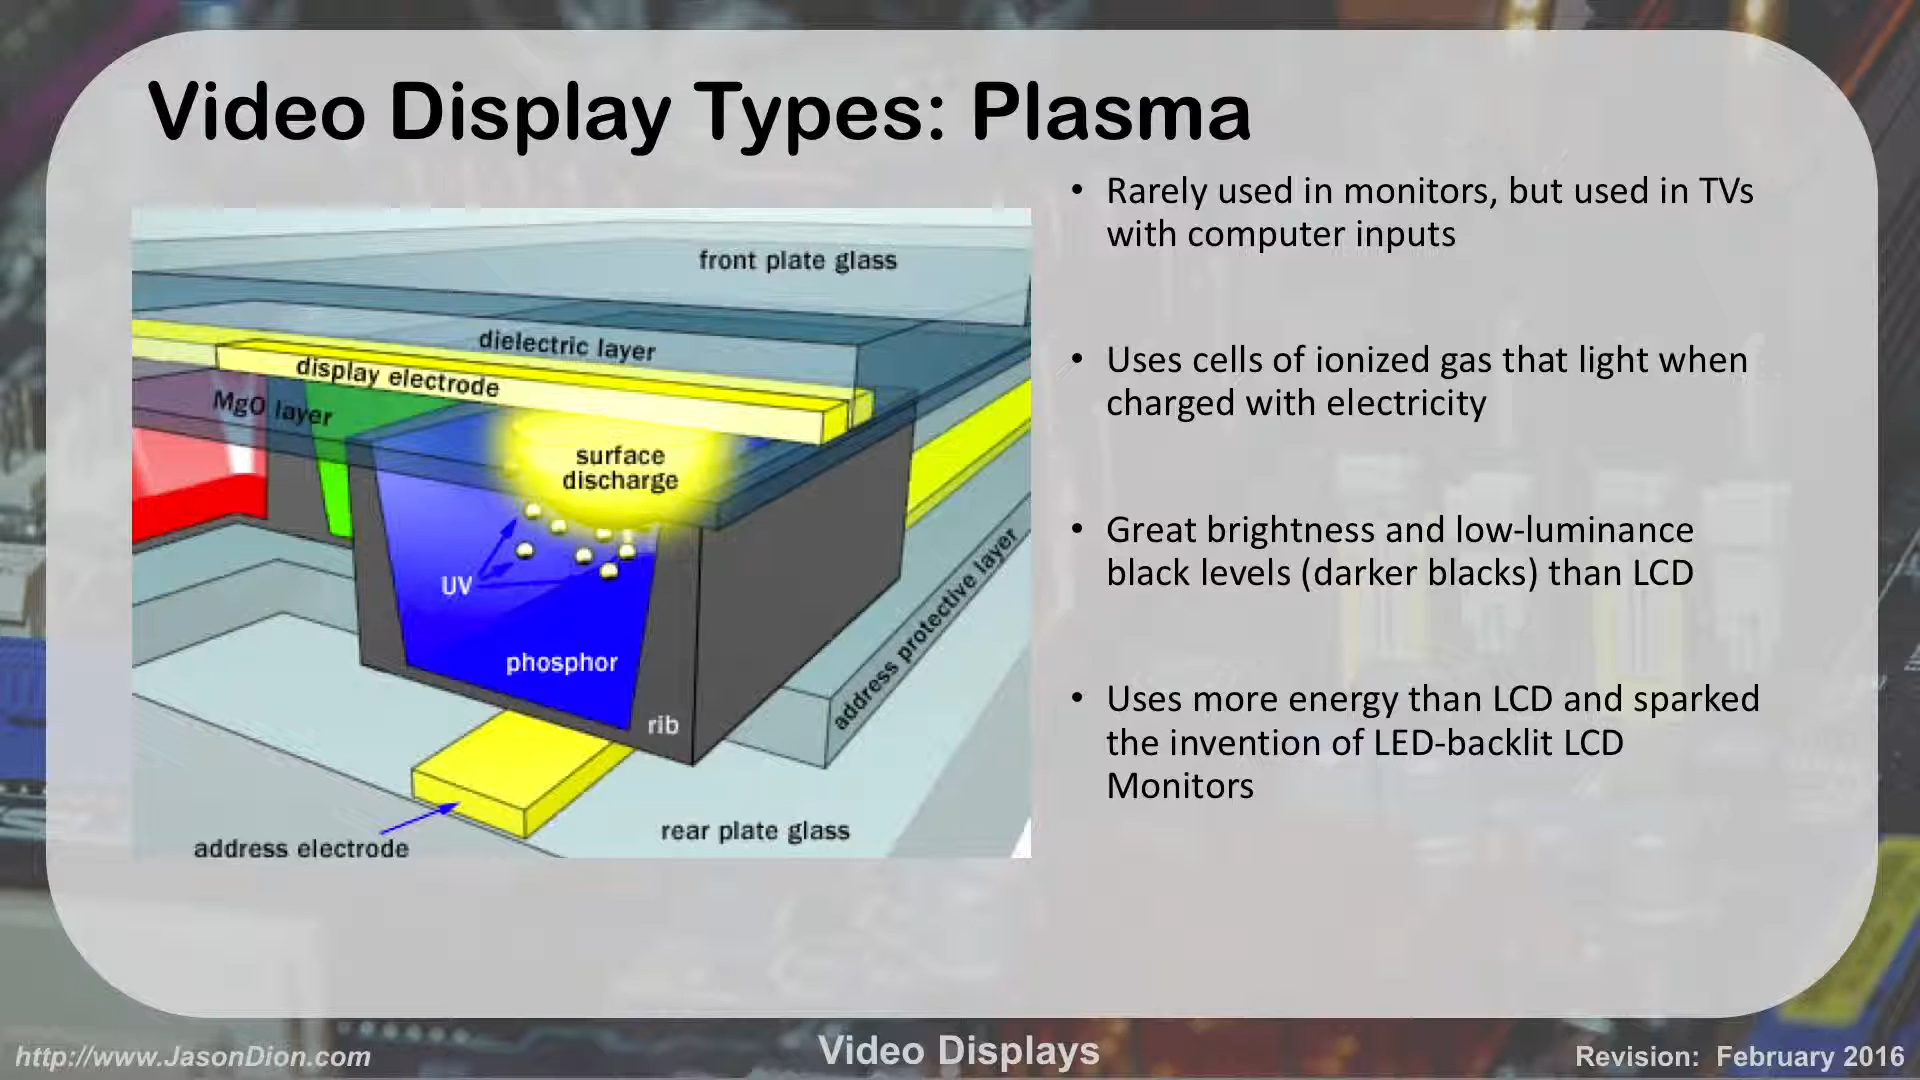 Video Display Types: Plasma
front plate glass
dielectric layer
display electrode
MgO layer
surface
discharge
UV
phosphor
rib
address protective layer
address electrode
rear plate glass
• Rarely used in monitors, but used in TVs
with computer inputs
• Uses cells of ionized gas that light when
charged with electricity
• Great brightness and low-luminance
black levels (darker blacks) than LCD
• Uses more energy than LCD and sparked
the invention of LED-backlit LCD
Monitors
http://www.JasonDion.com
Video Displays
Revision: February 2016